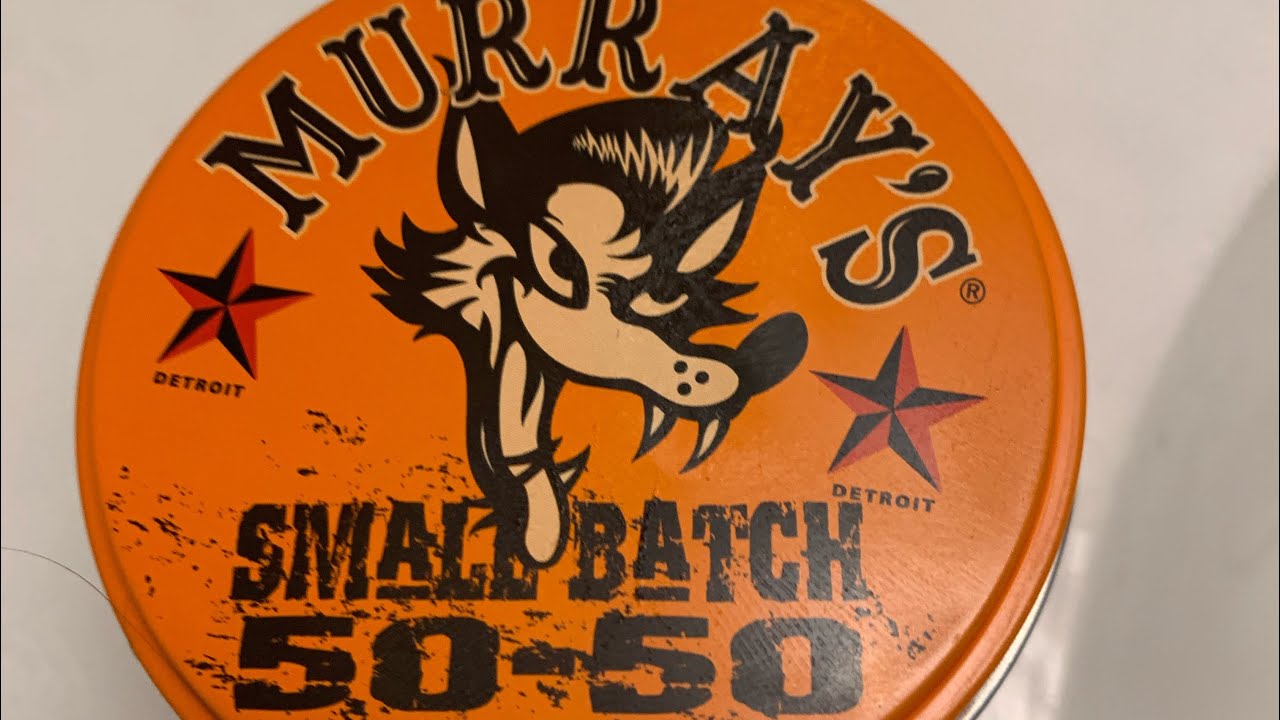 MURRAY'S®
DETROIT
DETROIT
SMALL BATCH
50-50